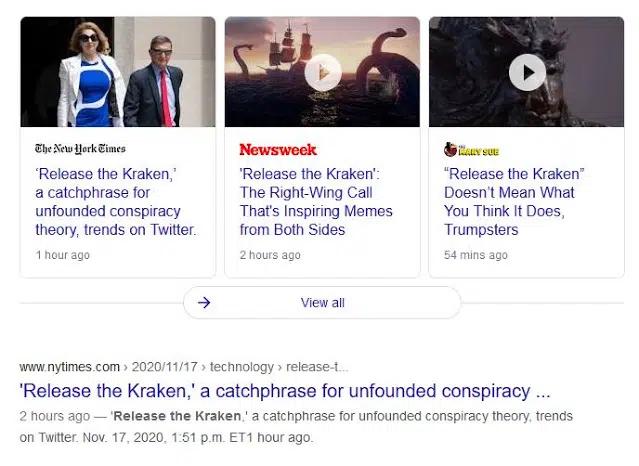 The New York Times
'Release the Kraken,'
a catchphrase for
unfounded conspiracy
theory, trends on Twitter.
1 hour ago
Newsweek
'Release the Kraken':
The Right-Wing Call
That's Inspiring Memes
from Both Sides
2 hours ago
THE MARY SUE
“Release the Kraken”
Doesn't Mean What
You Think It Does,
Trumpsters
54 mins ago
→ View all
www.nytimes.com › 2020/11/17 › technology › release-t...
'Release the Kraken,' a catchphrase for unfounded conspiracy ...
2 hours ago — 'Release the Kraken,' a catchphrase for unfounded conspiracy theory, trends
on Twitter. Nov. 17, 2020, 1:51 p.m. ET1 hour ago.